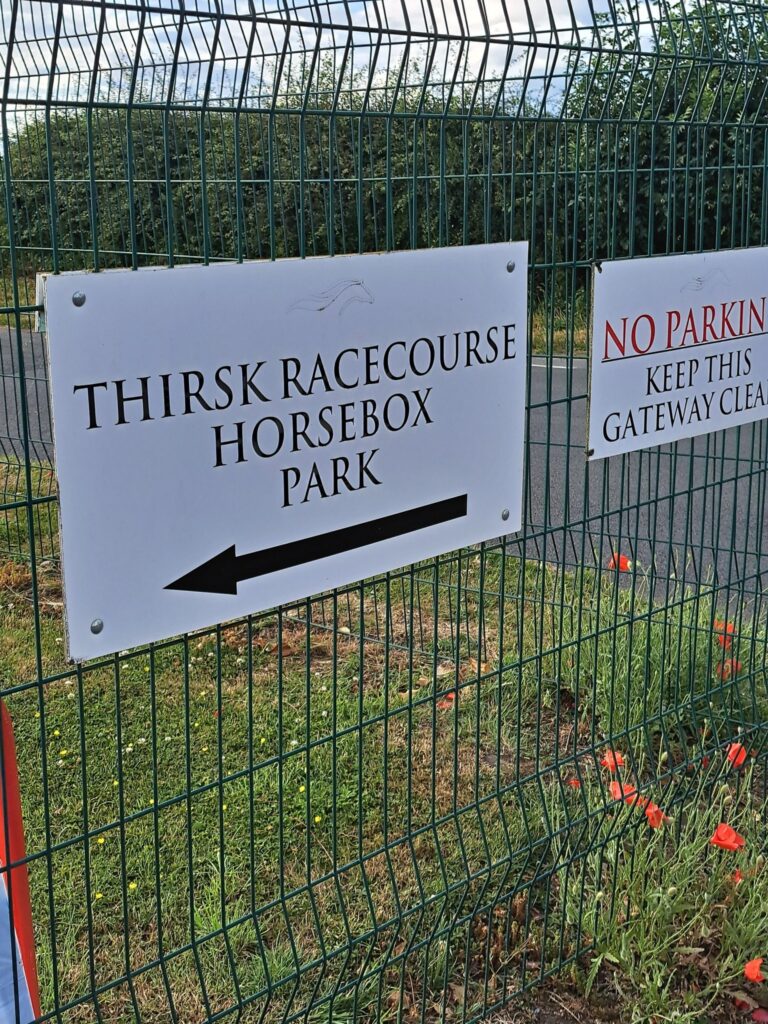 THIRSK RACECOURSE
HORSEBOX
PARK
NO PARKIN
KEEP THIS
GATEWAY CLEA